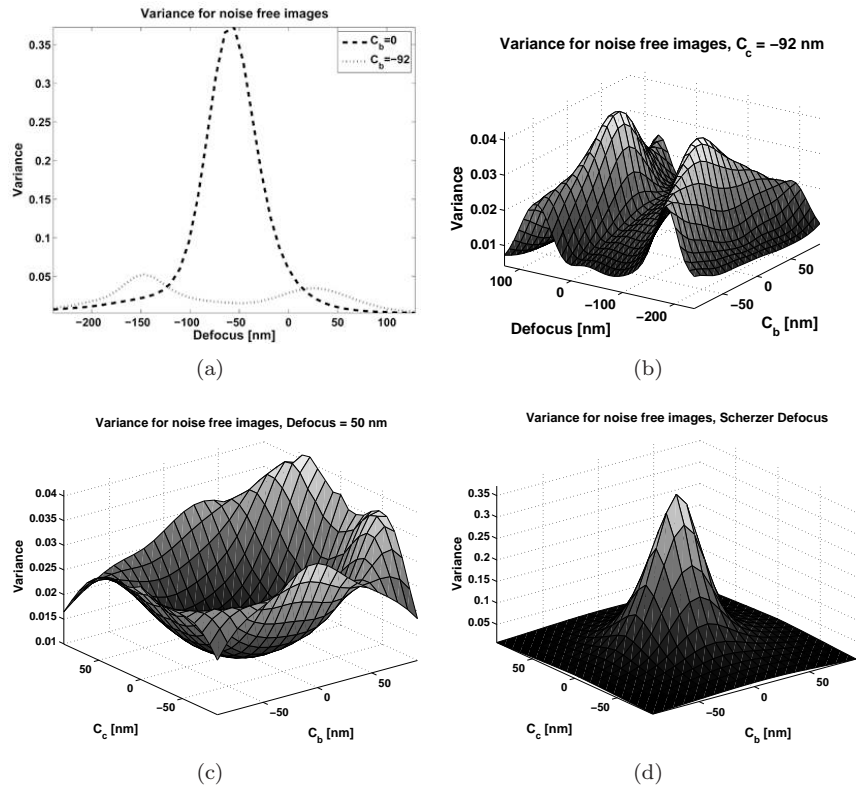 Variance for noise free images
C_b=0
C_b=−92
0.35
0.3
0.25
0.2
0.15
0.1
0.05
Variance
−200 −150 −100 −50 0 50 100
Defocus [nm]
(a)
Variance for noise free images, C_c = −92 nm
0.04
0.03
0.02
0.01
Variance
100 0 −100 −200
Defocus [nm]
−50 0 50
C_b [nm]
(b)
Variance for noise free images, Defocus = 50 nm
0.04
0.035
0.03
0.025
0.02
0.015
0.01
Variance
50 0 −50
C_c [nm]
−50 0 50
C_b [nm]
(c)
Variance for noise free images, Scherzer Defocus
0.35
0.3
0.25
0.2
0.15
0.1
0.05
Variance
50 0 −50
C_c [nm]
−50 0 50
C_b [nm]
(d)